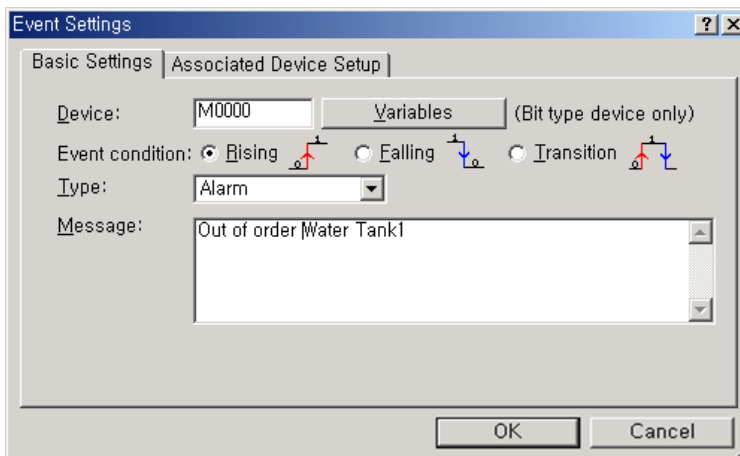 Event Settings
Basic Settings Associated Device Setup
Device: M0000 Variables (Bit type device only)
Event condition: Rising 0 1 Falling 1 0 Transition 0 1 0
Type: Alarm
Message: Out of order Water Tank1
OK Cancel